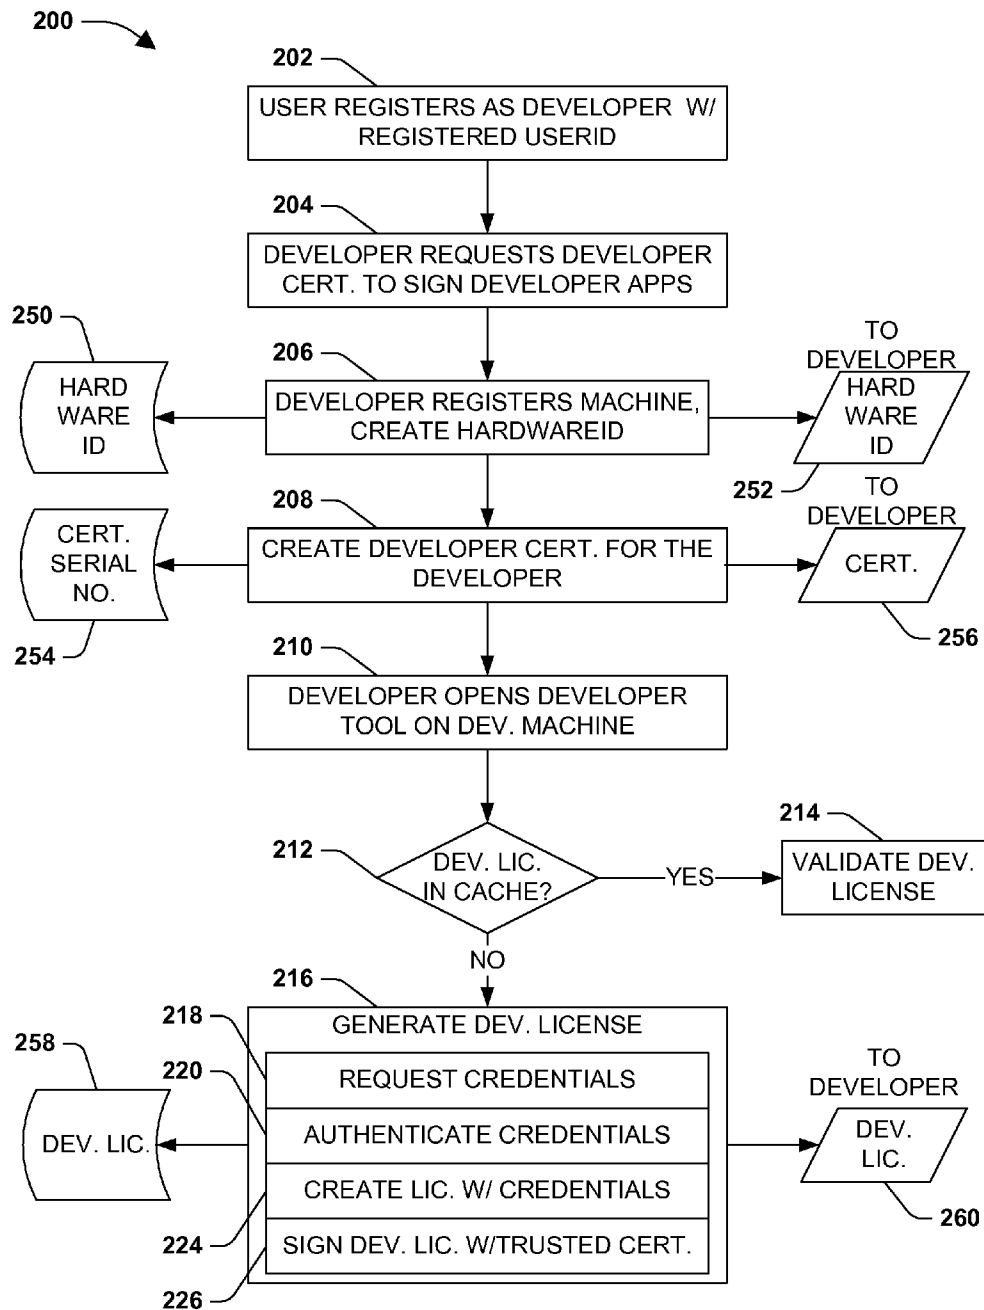 200
202
USER REGISTERS AS DEVELOPER W/
REGISTERED USERID
204
DEVELOPER REQUESTS DEVELOPER
CERT. TO SIGN DEVELOPER APPS
250
HARD
WARE
ID
206
DEVELOPER REGISTERS MACHINE,
CREATE HARDWAREID
TO
DEVELOPER
HARD
WARE
ID
252
CERT.
SERIAL
NO.
254
208
CREATE DEVELOPER CERT. FOR THE
DEVELOPER
TO
DEVELOPER
CERT.
256
210
DEVELOPER OPENS DEVELOPER
TOOL ON DEV. MACHINE
212
DEV. LIC.
IN CACHE?
YES
214
VALIDATE DEV.
LICENSE
NO
216
GENERATE DEV. LICENSE
218
REQUEST CREDENTIALS
220
AUTHENTICATE CREDENTIALS
224
CREATE LIC. W/ CREDENTIALS
226
SIGN DEV. LIC. W/TRUSTED CERT.
258
DEV. LIC.
TO
DEVELOPER
DEV.
LIC.
260